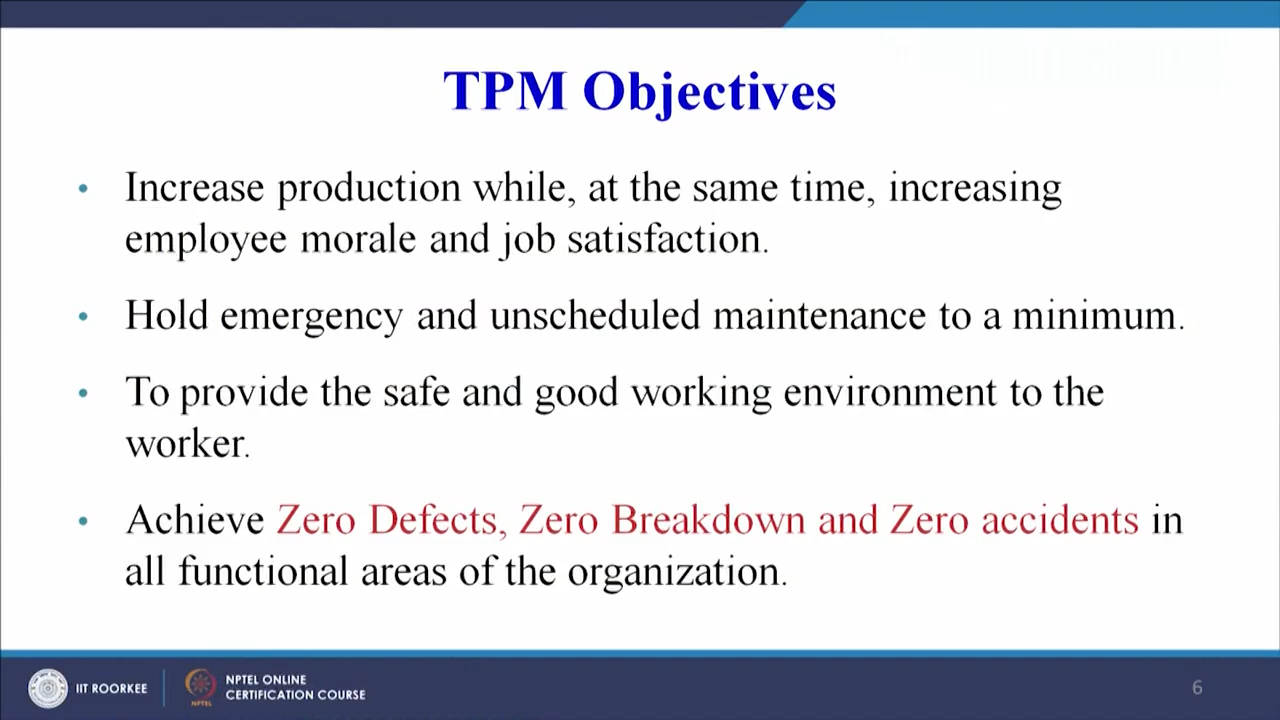 TPM Objectives
• Increase production while, at the same time, increasing
employee morale and job satisfaction.
• Hold emergency and unscheduled maintenance to a minimum.
• To provide the safe and good working environment to the
worker.
• Achieve Zero Defects, Zero Breakdown and Zero accidents in
all functional areas of the organization.
IIT ROORKEE
NPTEL
NPTEL ONLINE
CERTIFICATION COURSE
6